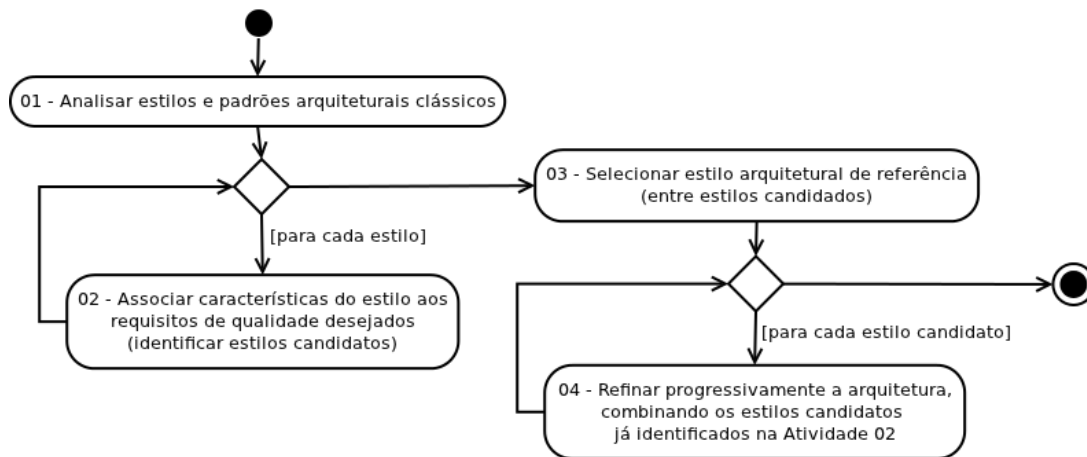 01 - Analisar estilos e padrões arquiteturais clássicos
03 - Selecionar estilo arquitetural de referência
(entre estilos candidados)
[para cada estilo]
02 - Associar características do estilo aos
requisitos de qualidade desejados
(identificar estilos candidatos)
[para cada estilo candidato]
04 - Refinar progressivamente a arquitetura,
combinando os estilos candidatos
já identificados na Atividade 02